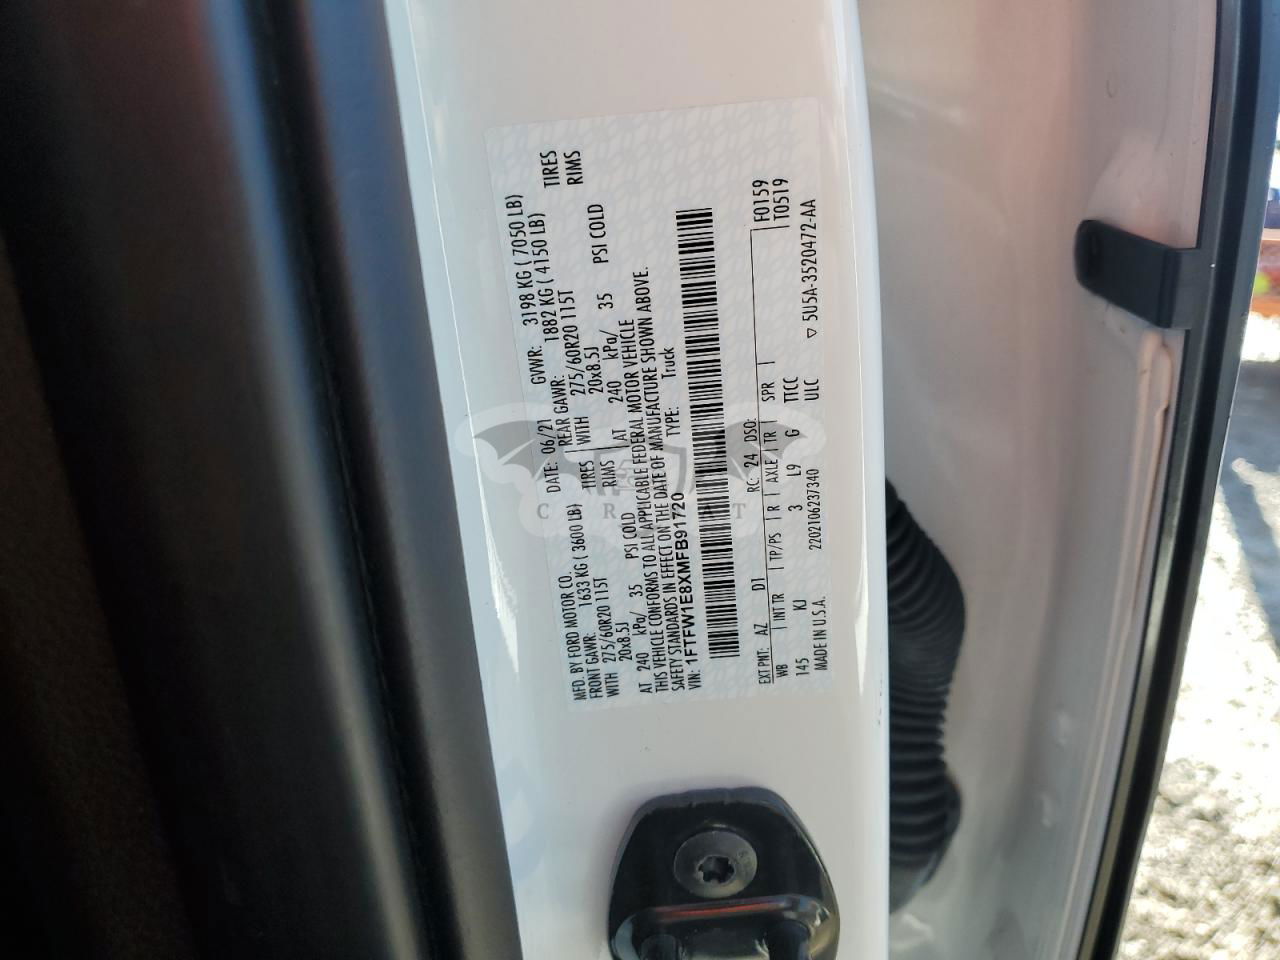 MFD. BY FORD MOTOR CO.
DATE: 06/21 GVWR: 3198 KG ( 7050 LB)
FRONT GAWR: 1633 KG ( 3600 LB) REAR GAWR: 1882 KG ( 4150 LB)
WITH 275/60R20 115T TIRES WITH 275/60R20 115T TIRES
20x8.5J RIMS 20x8.5J RIMS
AT 240 kPa/ 35 PSI COLD AT 240 kPa/ 35 PSI COLD
THIS VEHICLE CONFORMS TO ALL APPLICABLE FEDERAL MOTOR VEHICLE
SAFETY STANDARDS IN EFFECT ON THE DATE OF MANUFACTURE SHOWN ABOVE.
VIN: 1FTFW1E8XMFB91720 TYPE: Truck
EXT PNT: AZ D1 RC: 24 DSO: F0159
WB INT TR TP/PS R AXLE TR SPR T0519
145 KJ 3 L9 G TTCC
MADE IN U.S.A. 2202106237340 ULC ▽ 5U5A-3520472-AA